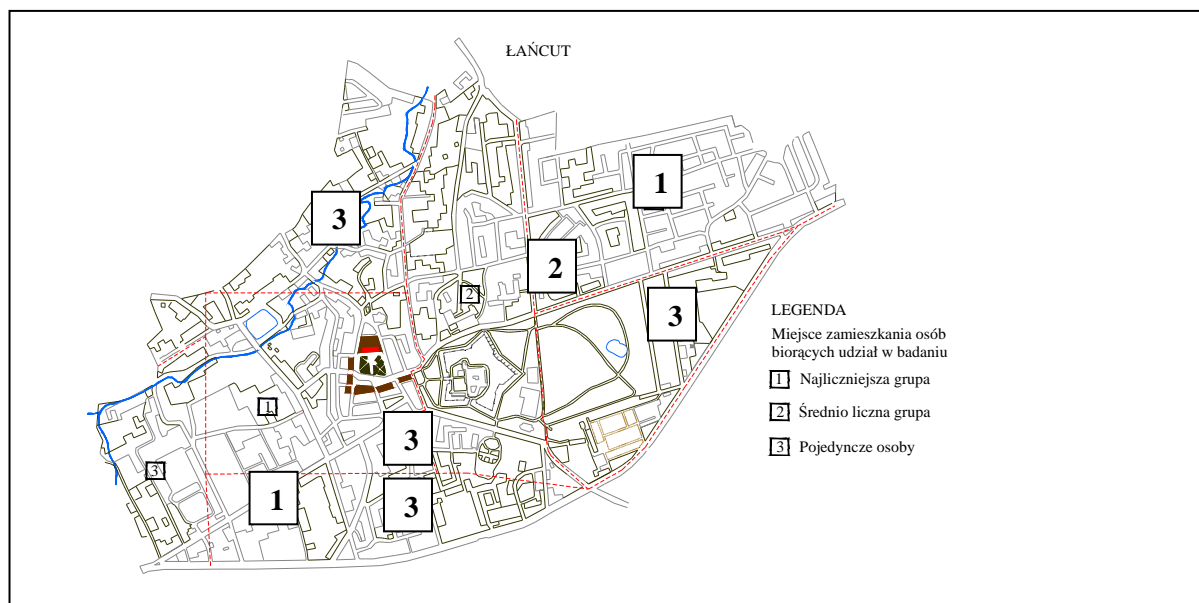 ŁAŃCUT
1
3
2
2
3
LEGENDA
Miejsce zamieszkania osób
biorących udział w badaniu
1 Najliczniejsza grupa
1
2 Średnio liczna grupa
3
3 Pojedyncze osoby
3
1
3